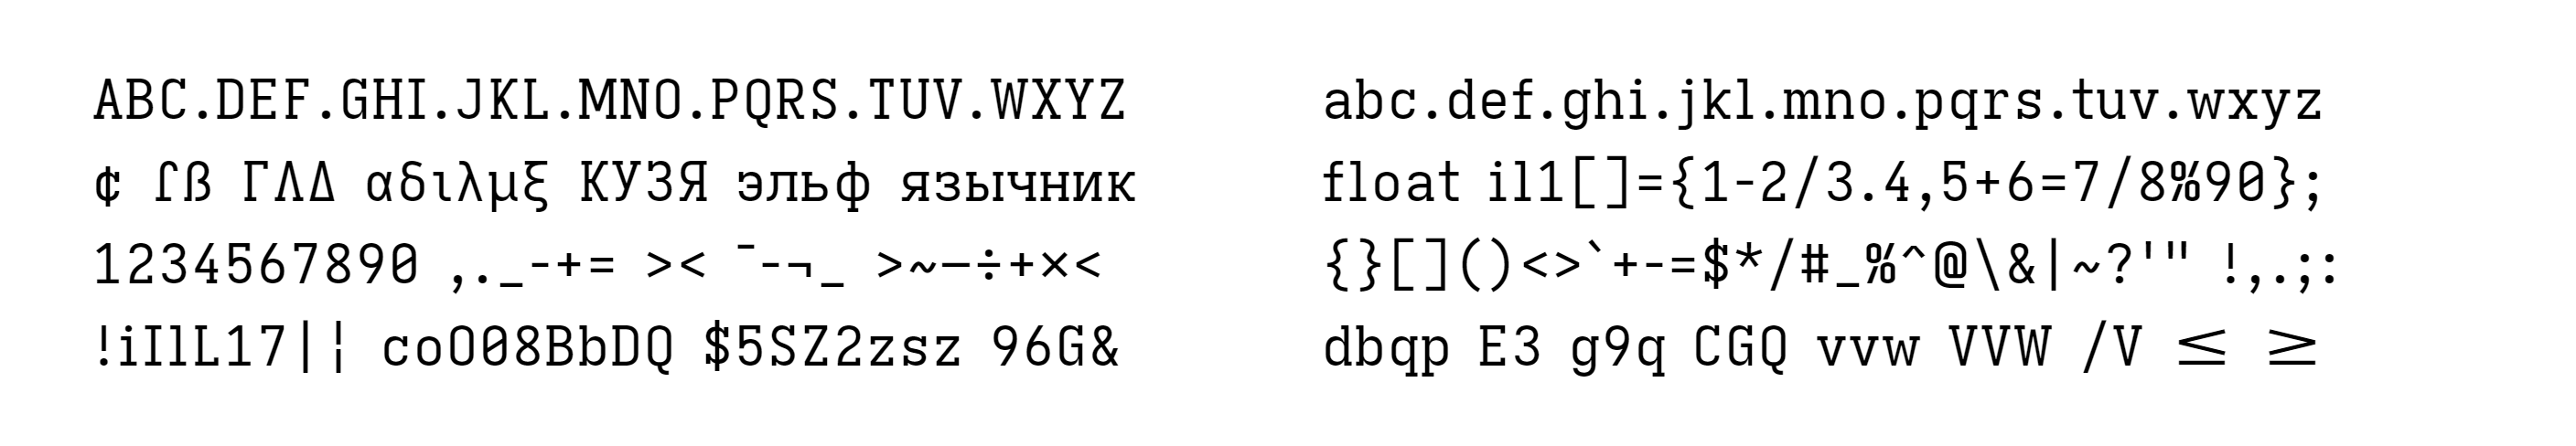 ABC.DEF.GHI.JKL.MNO.PQRS.TUV.WXYZ
¢ ſß ΓΛΔ αδιλμξ КУЗЯ эльф язычник
1234567890 ,._-+= >< ¯-¬_ >~–÷+×<
!iIlL17|¦ coO08BbDQ $5SZ2zsz 96G&
abc.def.ghi.jkl.mno.pqrs.tuv.wxyz
float il1[]={1-2/3.4,5+6=7/8%90};
{}[]()<>`+-=$*/#_%^@\&|~?'" !,.;:
dbqp E3 g9q CGQ vvw VVW /V ≤ ≥